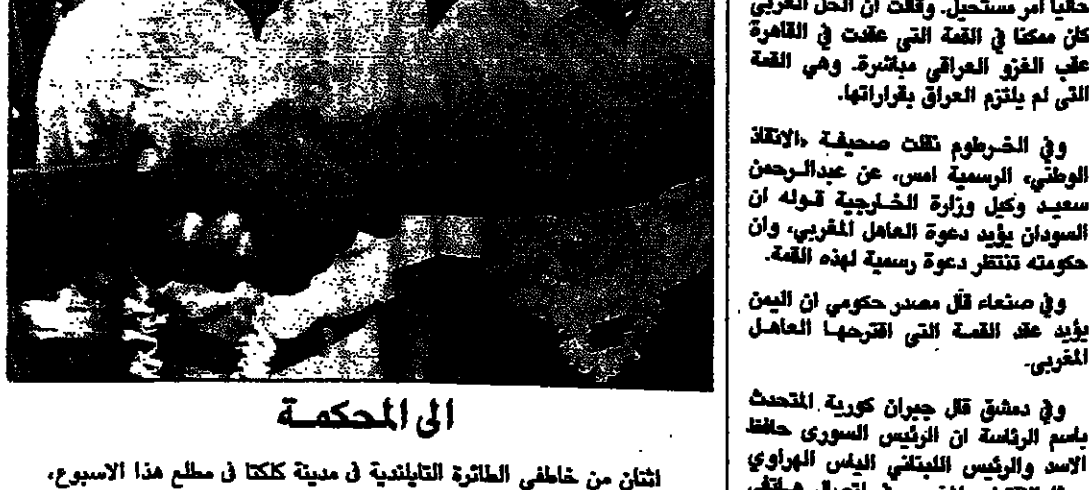 حاليا امر مستحيل. وقالت ان الحل العربي
كان ممكنا في القمة التي عقدت في القاهرة
عقب الغزو العراقي مباشرة. وهي القمة
التي لم يلتزم العراق بقراراتها.
وفي الخرطوم نقلت صحيفة «الانقاذ
الوطني» الرسمية امس، عن عبدالرحمن
سعيد وكيل وزارة الخارجية قوله ان
السودان يؤيد دعوة العاهل المغربي، وان
حكومته تنتظر دعوة رسمية لهذه القمة.
وفي صنعاء قال مصدر حكومي ان اليمن
يؤيد عقد القمة التي اقترحها العاهل
المغربي.
وفي دمشق قال جبران كورية المتحدث
باسم الرئاسة ان الرئيس السوري حافظ
الاسد والرئيس اللبناني الياس الهراوي
الى المحكمـة
اثنان من خاطفي الطائرة التايلندية في مدينة كلكتا في مطلع هذا الاسبوع،